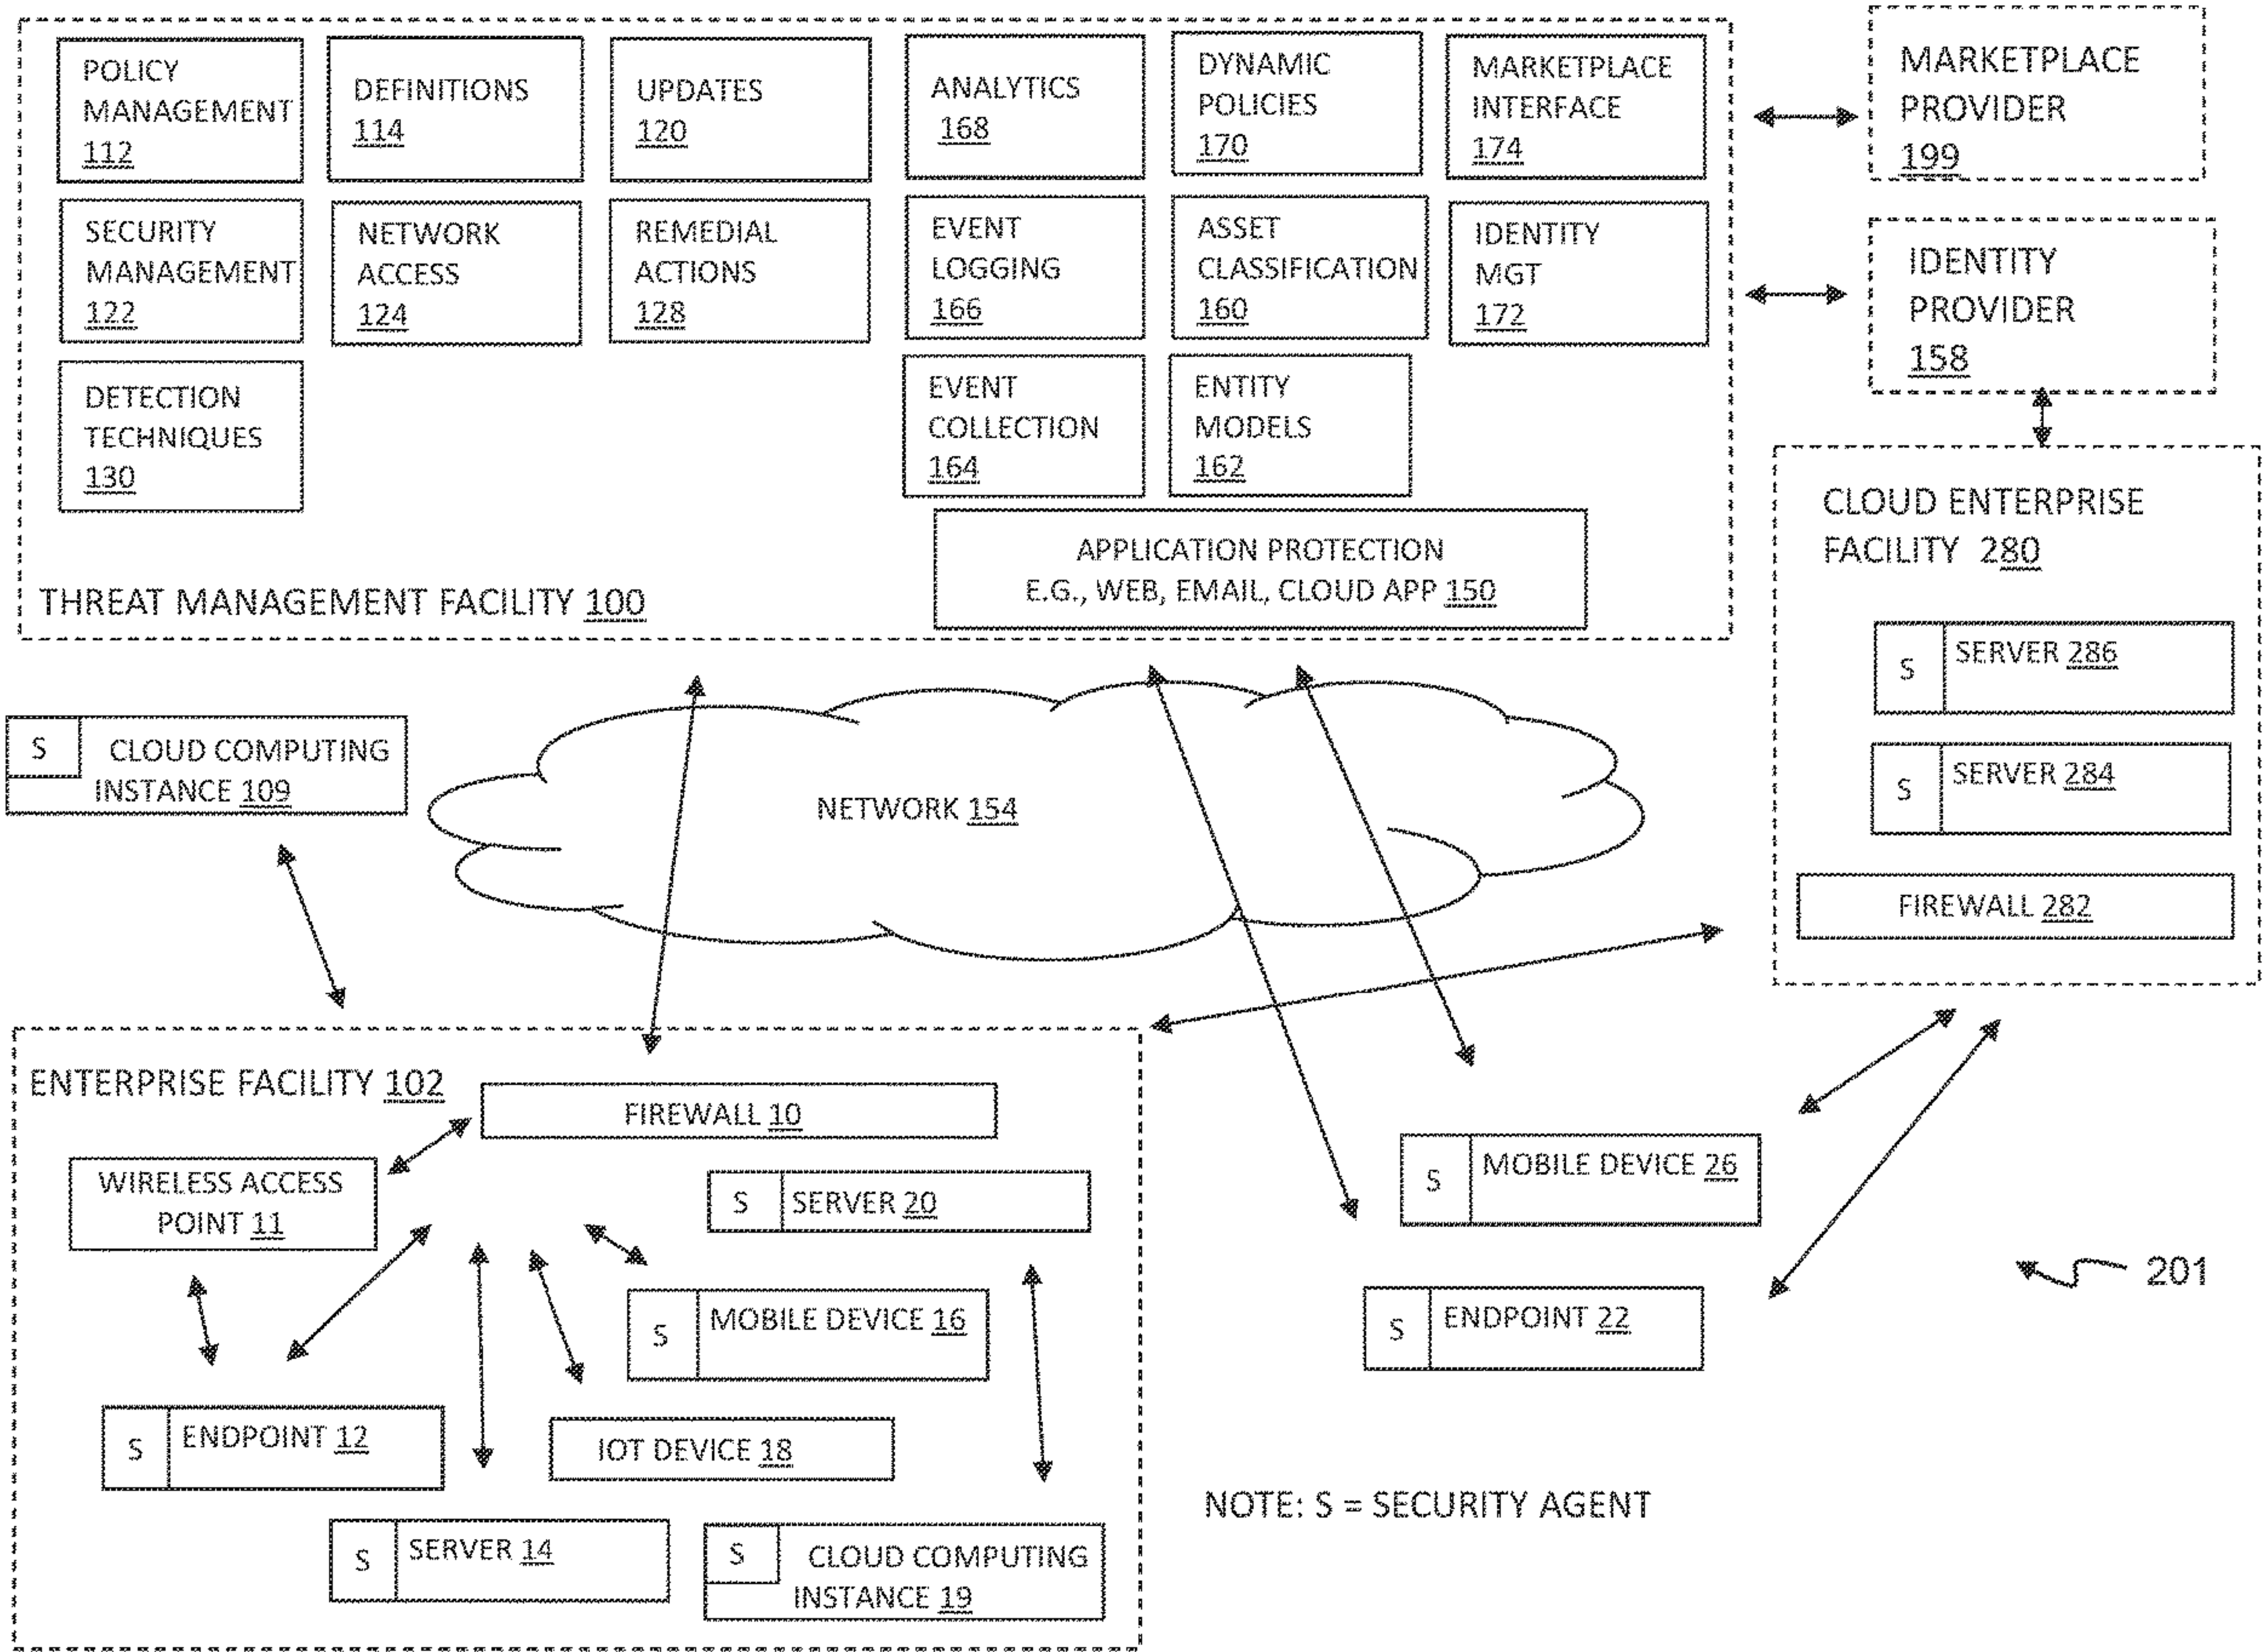 POLICY
MANAGEMENT
112
DEFINITIONS
114
UPDATES
120
ANALYTICS
168
DYNAMIC
POLICIES
170
MARKETPLACE
INTERFACE
174
MARKETPLACE
PROVIDER
199
SECURITY
MANAGEMENT
122
NETWORK
ACCESS
124
REMEDIAL
ACTIONS
128
EVENT
LOGGING
166
ASSET
CLASSIFICATION
160
IDENTITY
MGT
172
IDENTITY
PROVIDER
158
DETECTION
TECHNIQUES
130
EVENT
COLLECTION
164
ENTITY
MODELS
162
APPLICATION PROTECTION
E.G., WEB, EMAIL, CLOUD APP 150
THREAT MANAGEMENT FACILITY 100
CLOUD ENTERPRISE
FACILITY 280
S SERVER 286
S SERVER 284
FIREWALL 282
S CLOUD COMPUTING
INSTANCE 109
NETWORK 154
ENTERPRISE FACILITY 102
FIREWALL 10
WIRELESS ACCESS
POINT 11
S SERVER 20
S MOBILE DEVICE 16
S ENDPOINT 12
IOT DEVICE 18
S SERVER 14
S CLOUD COMPUTING
INSTANCE 19
S MOBILE DEVICE 26
S ENDPOINT 22
201
NOTE: S = SECURITY AGENT